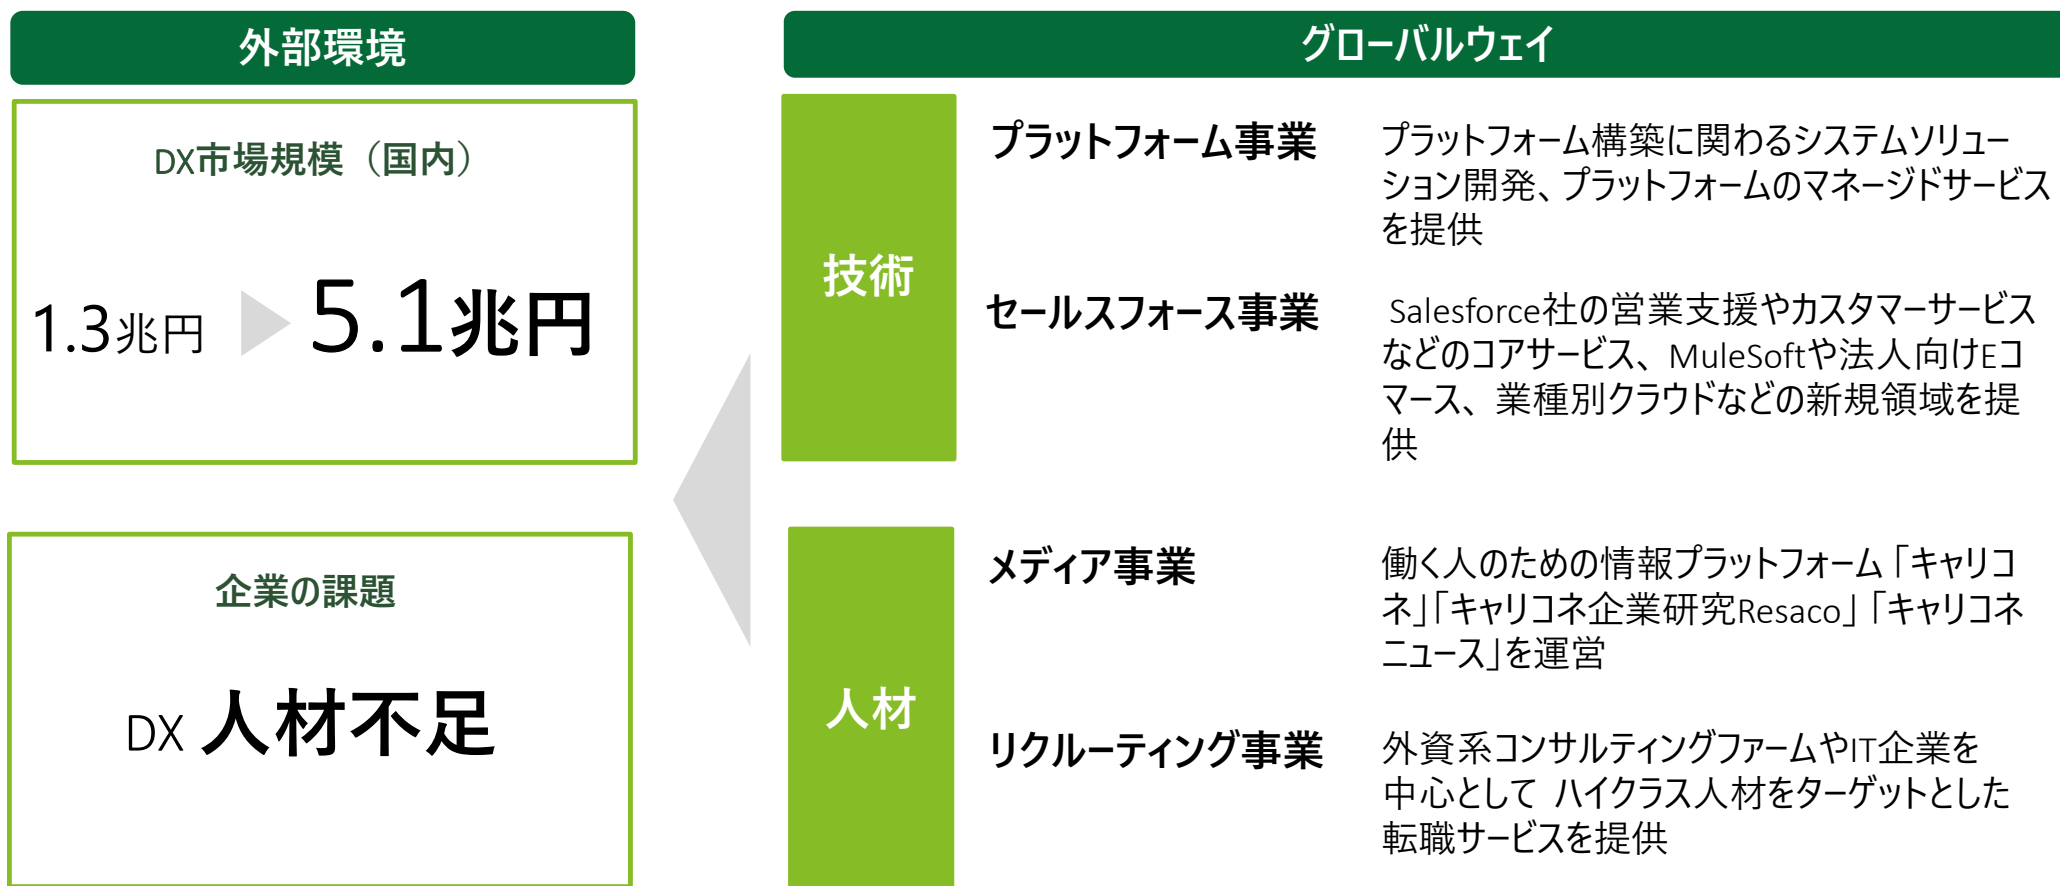 外部環境
DX市場規模（国内）
1.3兆円
5.1兆円
企業の課題
DX 人材不足
グローバルウェイ
技術
プラットフォーム事業
プラットフォーム構築に関わるシステムソリュー
ション開発、プラットフォームのマネージドサービス
を提供
セールスフォース事業
Salesforce社の営業支援やカスタマーサービス
などのコアサービス、MuleSoftや法人向けEコ
マース、業種別クラウドなどの新規領域を提
供
人材
メディア事業
働く人のための情報プラットフォーム「キャリコ
ネ」「キャリコネ企業研究Resaco」「キャリコネ
ニュース」を運営
リクルーティング事業
外資系コンサルティングファームやIT企業を
中心として ハイクラス人材をターゲットとした
転職サービスを提供